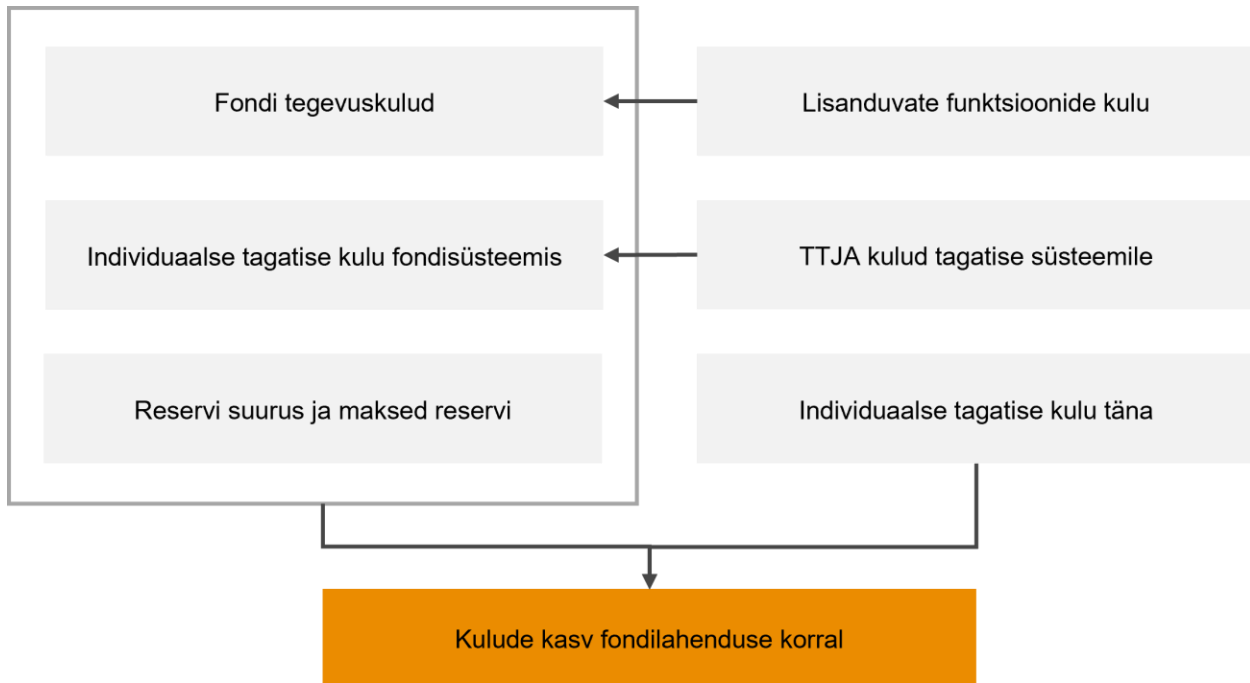 Fondi tegevuskulud
Lisanduvate funktsioonide kulu
Individuaalse tagatise kulu fondisüsteemis
TTJA kulud tagatise süsteemile
Reservi suurus ja maksed reservi
Individuaalse tagatise kulu täna
Kulude kasv fondilahenduse korral